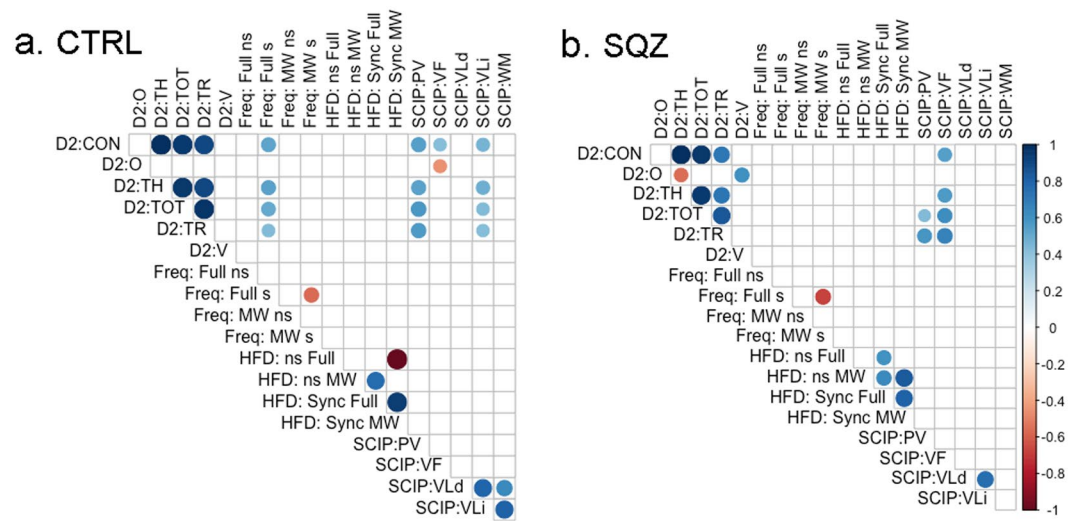 a. CTRL
D2:O
D2:TH
D2:TOT
D2:TR
D2:V
Freq: Full ns
Freq: Full s
Freq: MW ns
Freq: MW s
HFD: ns Full
HFD: ns MW
HFD: Sync Full
HFD: Sync MW
SCIP:PV
SCIP:VF
SCIP:VLd
SCIP:VLi
SCIP:WM
D2:CON
D2:O
D2:TH
D2:TOT
D2:TR
D2:V
Freq: Full ns
Freq: Full s
Freq: MW ns
Freq: MW s
HFD: ns Full
HFD: ns MW
HFD: Sync Full
HFD: Sync MW
SCIP:PV
SCIP:VF
SCIP:VLd
SCIP:VLi
b. SQZ
D2:O
D2:TH
D2:TOT
D2:TR
D2:V
Freq: Full ns
Freq: Full s
Freq: MW ns
Freq: MW s
HFD: ns Full
HFD: ns MW
HFD: Sync Full
HFD: Sync MW
SCIP:PV
SCIP:VF
SCIP:VLd
SCIP:VLi
SCIP:WM
D2:CON
D2:O
D2:TH
D2:TOT
D2:TR
D2:V
Freq: Full ns
Freq: Full s
Freq: MW ns
Freq: MW s
HFD: ns Full
HFD: ns MW
HFD: Sync Full
HFD: Sync MW
SCIP:PV
SCIP:VF
SCIP:VLd
SCIP:VLi
1
0.8
0.6
0.4
0.2
0
-0.2
-0.4
-0.6
-0.8
-1